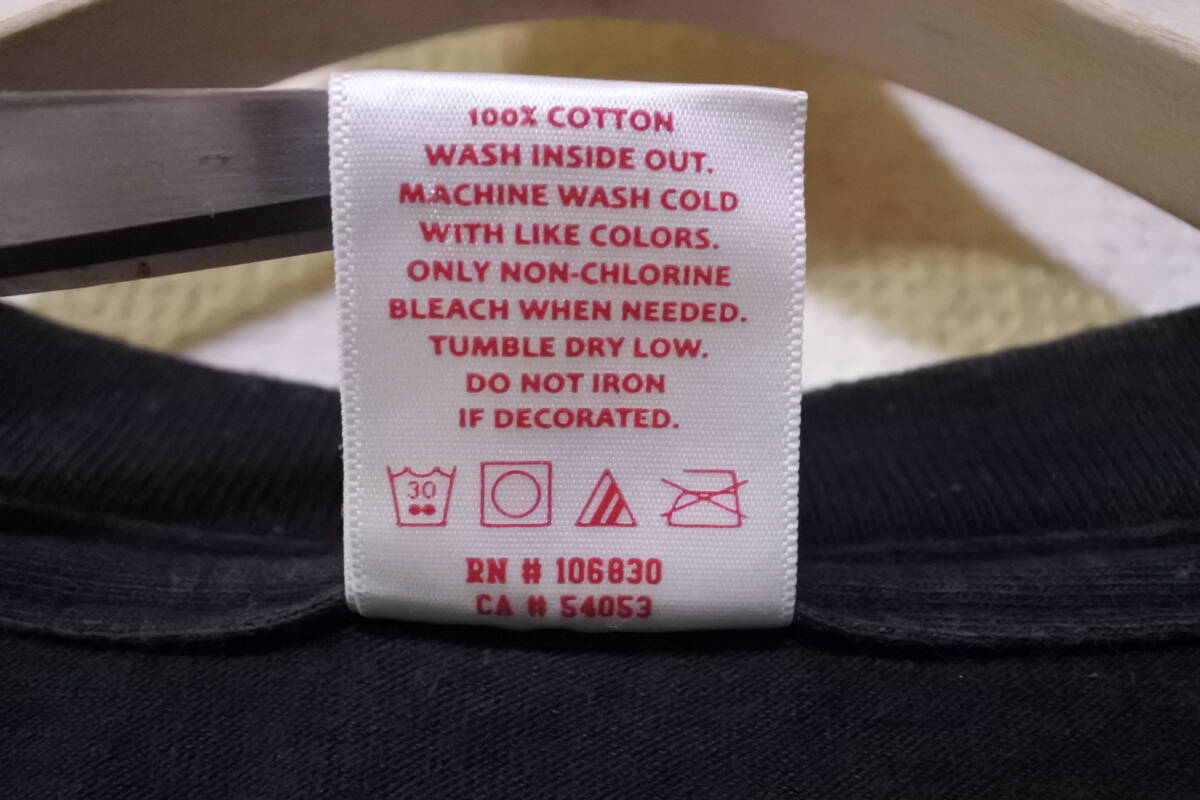 100% COTTON
WASH INSIDE OUT.
MACHINE WASH COLD
WITH LIKE COLORS.
ONLY NON-CHLORINE
BLEACH WHEN NEEDED.
TUMBLE DRY LOW.
DO NOT IRON
IF DECORATED.
30
RN # 106830
CA # 54053